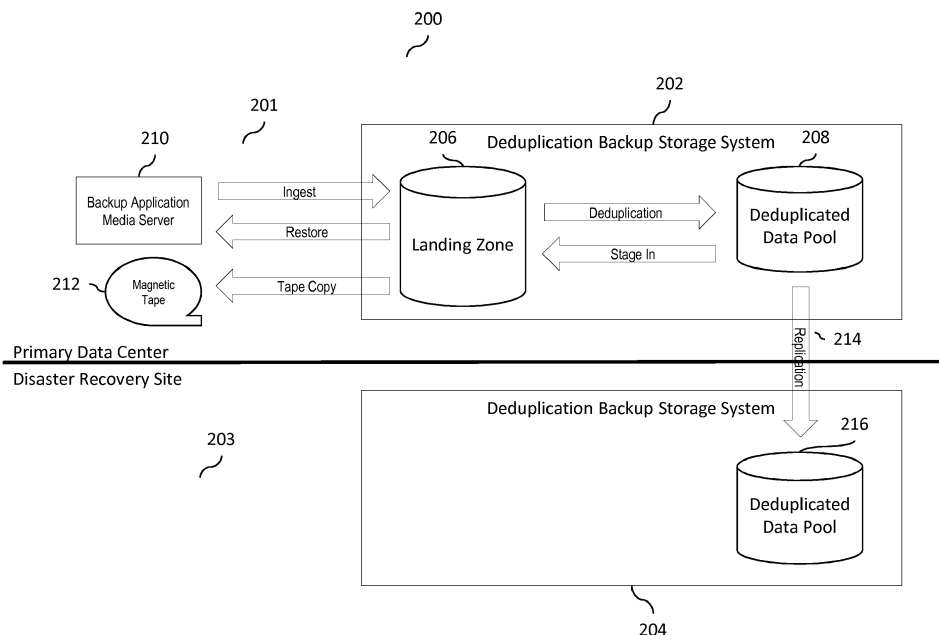 200
202
201
210
206
Deduplication Backup Storage System
208
Backup Application
Media Server
Ingest
Restore
Landing Zone
Deduplication
Stage In
Deduplicated
Data Pool
212
Magnetic
Tape
Tape Copy
Replication
214
Primary Data Center
Disaster Recovery Site
Deduplication Backup Storage System
203
216
Deduplicated
Data Pool
204